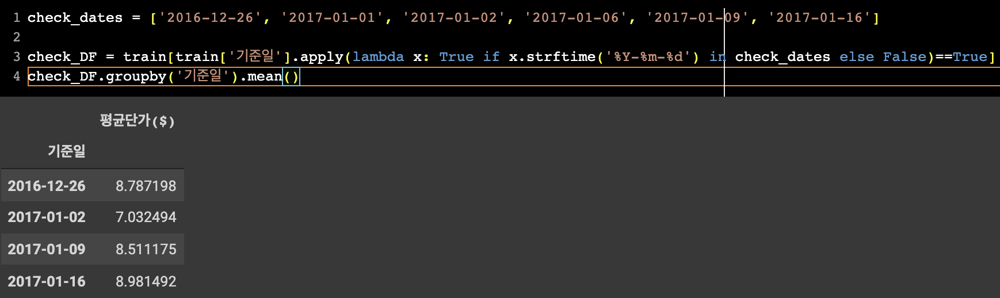 1 check_dates = ['2016-12-26', '2017-01-01', '2017-01-02', '2017-01-06', '2017-01-09', '2017-01-16']
2
3 check_DF = train[train['기준일'].apply(lambda x: True if x.strftime('%Y-%m-%d') in check_dates else False)==True]
4 check_DF.groupby('기준일').mean()
평균단가($)
기준일
2016-12-26 8.787198
2017-01-02 7.032494
2017-01-09 8.511175
2017-01-16 8.981492